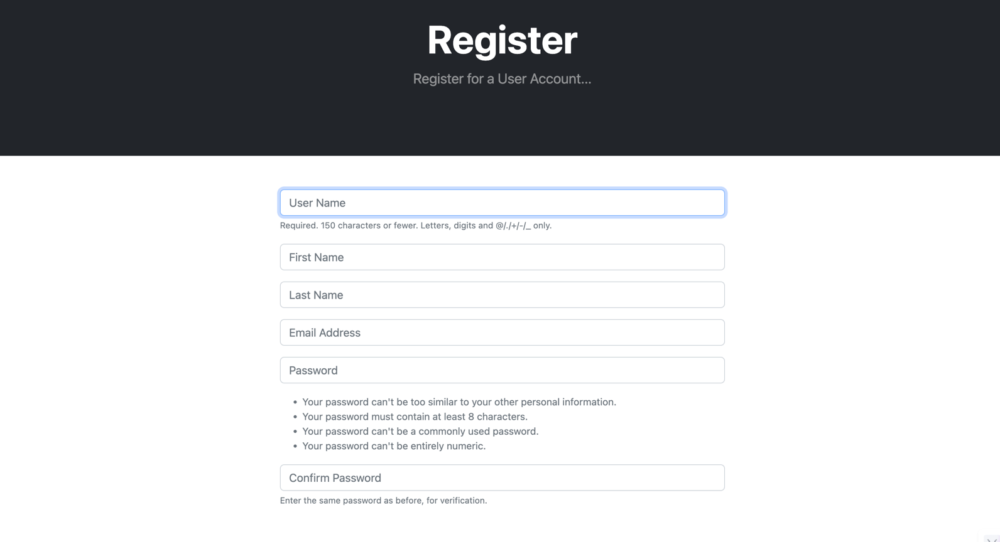 Register
Register for a User Account...
User Name
Required. 150 characters or fewer. Letters, digits and @/./+/-/_ only.
First Name
Last Name
Email Address
Password
• Your password can't be too similar to your other personal information.
• Your password must contain at least 8 characters.
• Your password can't be a commonly used password.
• Your password can't be entirely numeric.
Confirm Password
Enter the same password as before, for verification.